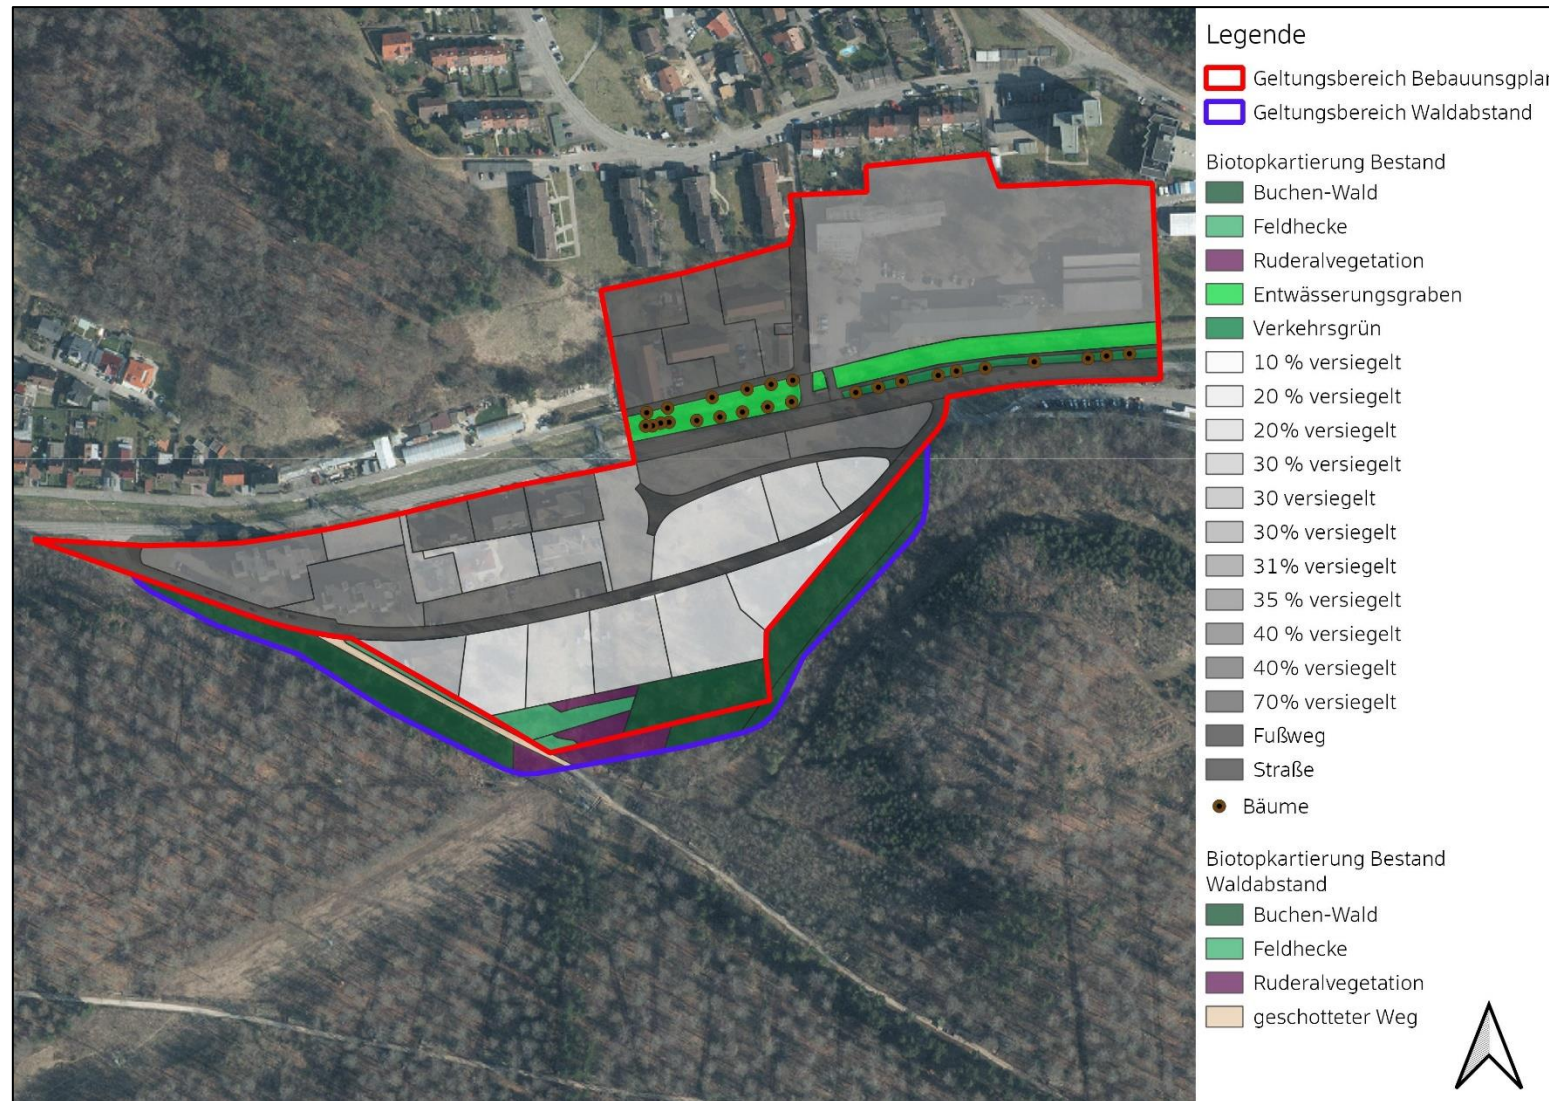 Legende
Geltungsbereich Bebauunsgplan
Geltungsbereich Waldabstand
Biotopkartierung Bestand
Buchen-Wald
Feldhecke
Ruderalvegetation
Entwässerungsgraben
Verkehrsgrün
10 % versiegelt
20 % versiegelt
20% versiegelt
30 % versiegelt
30 versiegelt
30% versiegelt
31% versiegelt
35 % versiegelt
40 % versiegelt
40% versiegelt
70% versiegelt
Fußweg
Straße
Bäume
Biotopkartierung Bestand
Waldabstand
Buchen-Wald
Feldhecke
Ruderalvegetation
geschotteter Weg